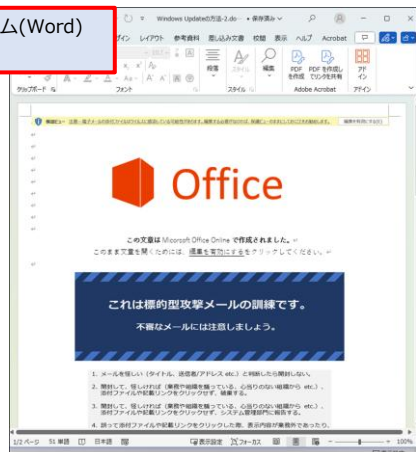 ム(Word)
Windows Updateの方法-2.do… • 保存済み
ザイン レイアウト 参考資料 差し込み文書 校閲 表示 ヘルプ Acrobat
段落
スタイル
編集
PDF を作成
PDF を作成してリンクを共有
アドイン
クリップボード
フォント
スタイル
Adobe Acrobat
アドイン
保護ビュー
編集を有効にする(E)
Office
この文章は Microsoft Office Online で作成されました。
このまま文章を開くためには、編集を有効にするをクリックしてください。
これは標的型攻撃メールの訓練です。
不審なメールには注意しましょう。
1. メールを怪しい（タイトル、送信者/アドレス etc.）と判断したら開封しない。
2. 開封して、怪しければ（業務や組織を騙っている、心当りのない組織から etc.）、
添付ファイルや記載リンクをクリックせず、破棄する。
3. 開封して、怪しければ（業務や組織を騙っている、心当りのない組織から etc.）、
添付ファイルや記載リンクをクリックせず、システム管理部門に報告する。
4. 誤って添付ファイルや記載リンクをクリックした際、表示内容が業務外であったり、
1/2 ページ 51 単語 日本語 表示設定 フォーカス 100%